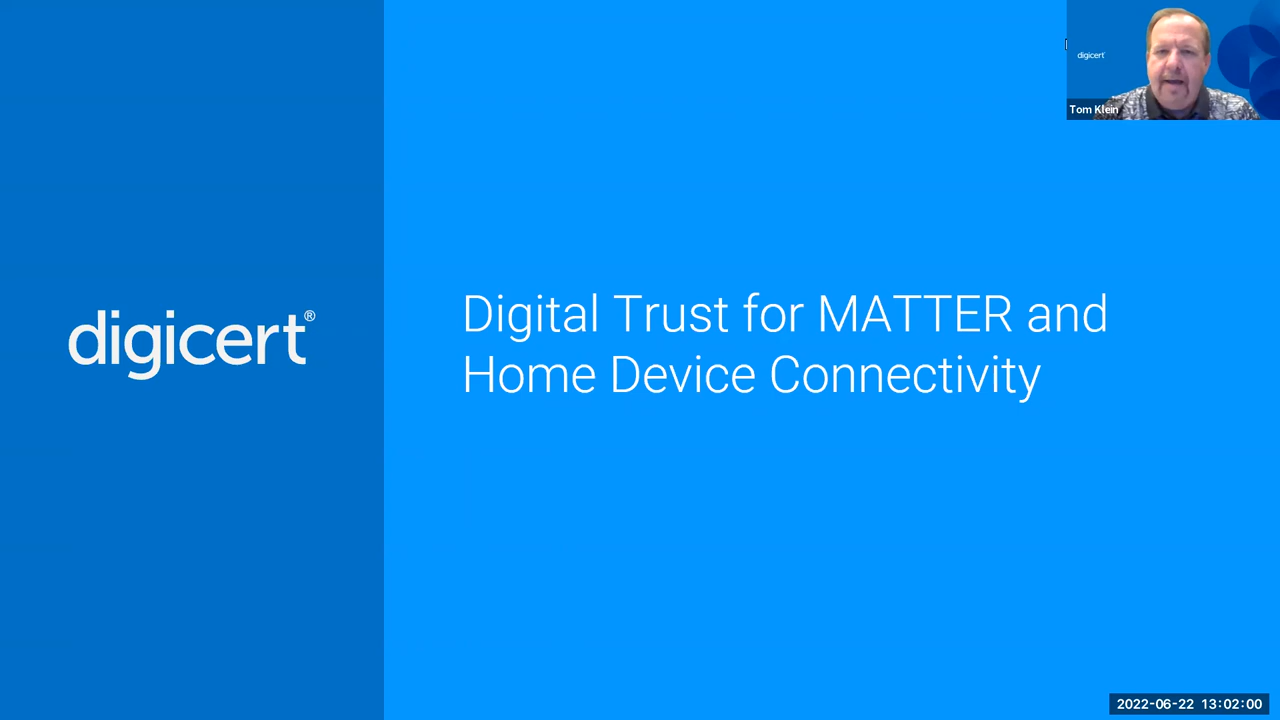 digicert
Tom Klein
digicert®
Digital Trust for MATTER and
Home Device Connectivity
2022-06-22 13:02:00